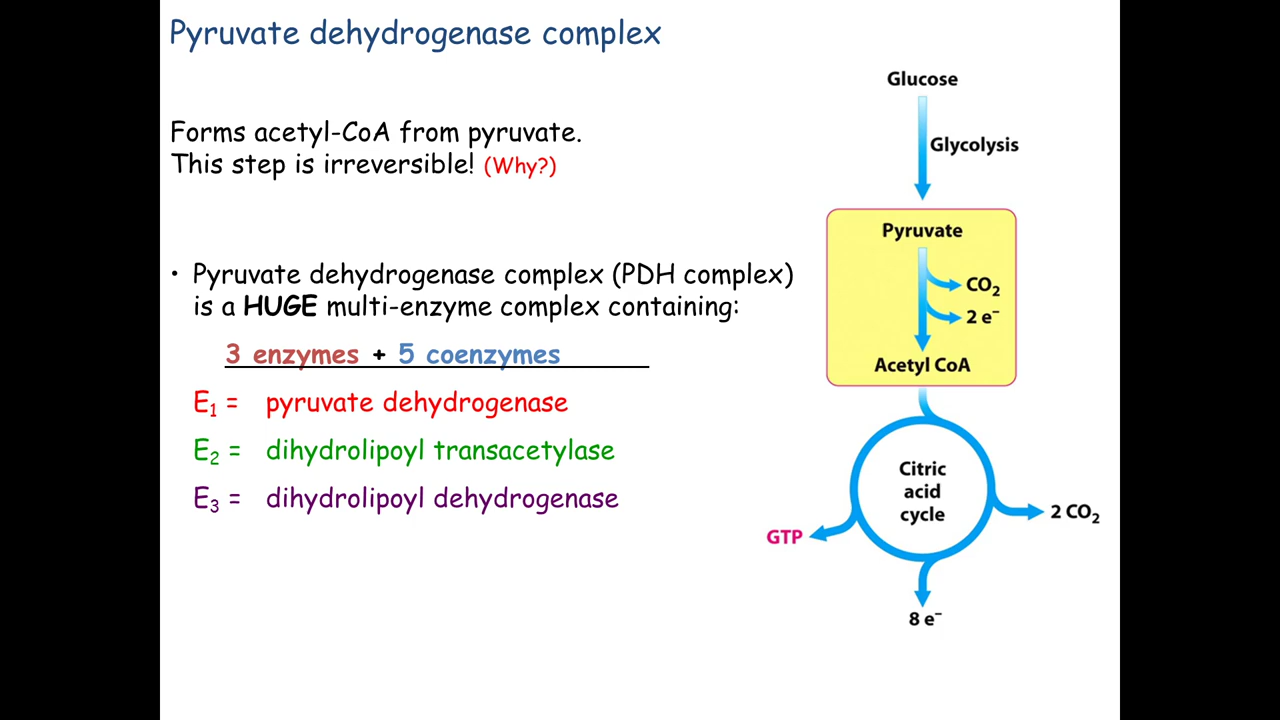 Pyruvate dehydrogenase complex
Forms acetyl-CoA from pyruvate.
This step is irreversible! (Why?)
• Pyruvate dehydrogenase complex (PDH complex)
is a HUGE multi-enzyme complex containing:
3 enzymes + 5 coenzymes
E₁ = pyruvate dehydrogenase
E₂ = dihydrolipoyl transacetylase
E₃ = dihydrolipoyl dehydrogenase
Glucose
Glycolysis
Pyruvate
CO₂
2 e⁻
Acetyl CoA
Citric
acid
cycle
2 CO₂
GTP
8 e⁻